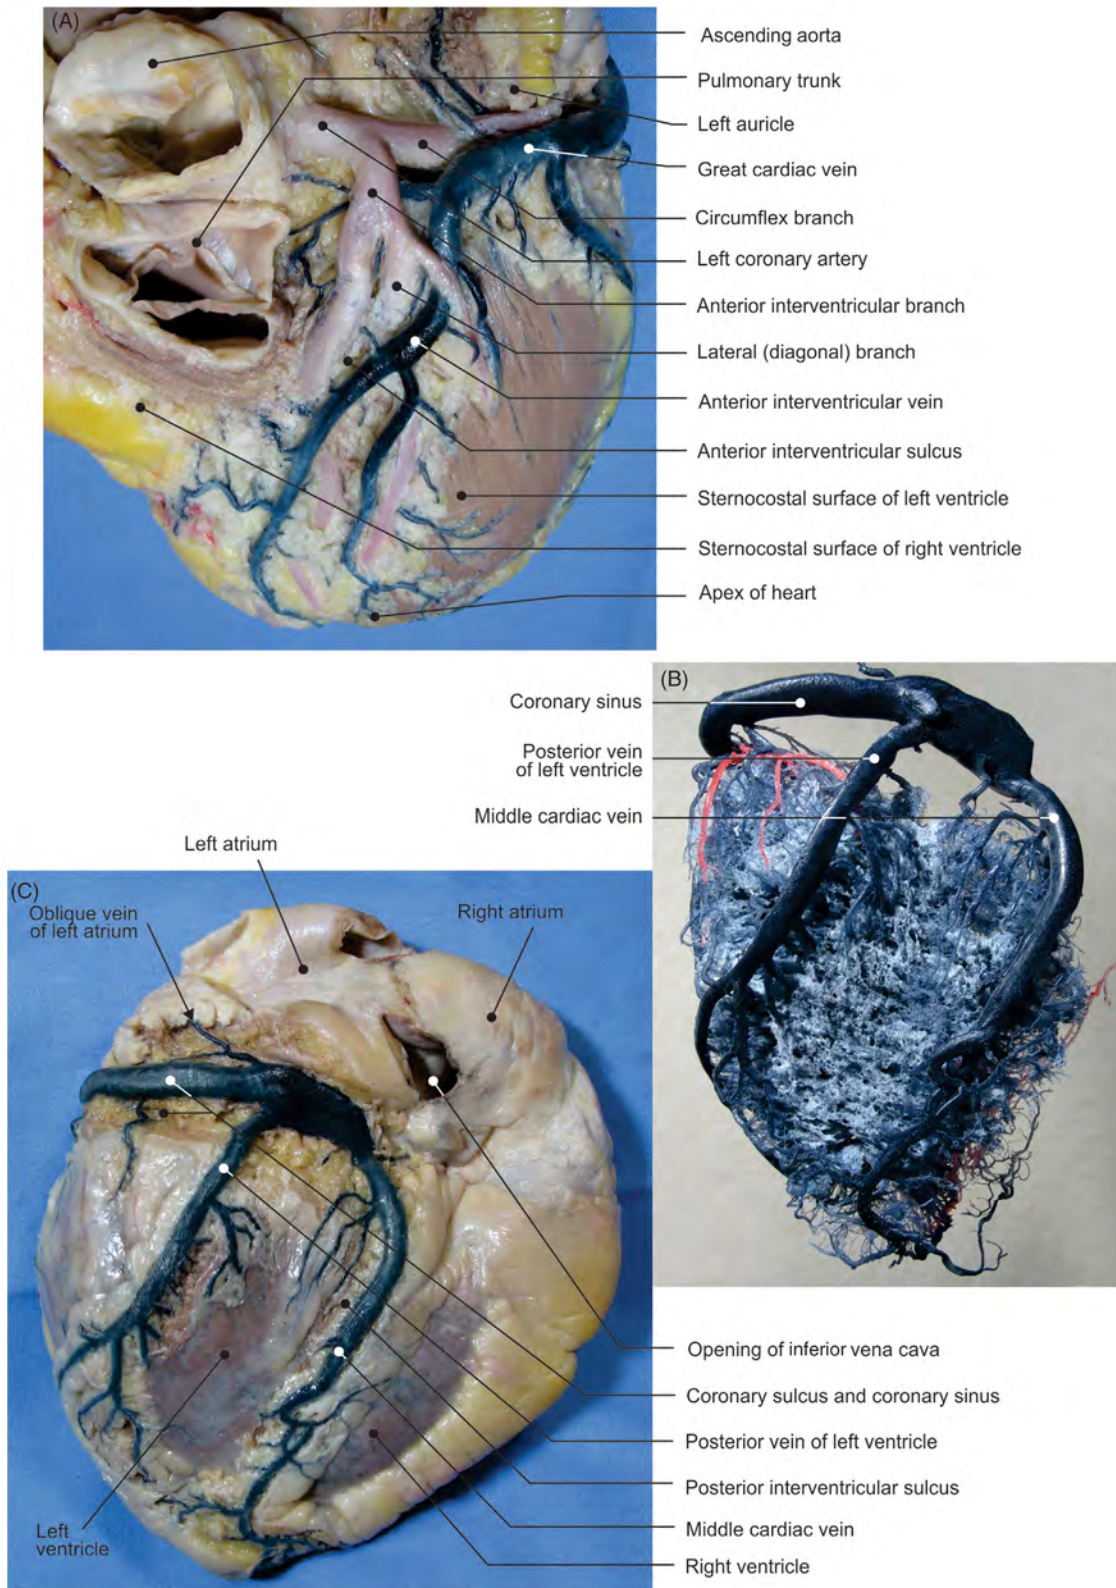 (A)
Ascending aorta
Pulmonary trunk
Left auricle
Great cardiac vein
Circumflex branch
Left coronary artery
Anterior interventricular branch
Lateral (diagonal) branch
Anterior interventricular vein
Anterior interventricular sulcus
Sternocostal surface of left ventricle
Sternocostal surface of right ventricle
Apex of heart
(B)
Coronary sinus
Posterior vein
of left ventricle
Middle cardiac vein
(C)
Left atrium
Oblique vein
of left atrium
Right atrium
Opening of inferior vena cava
Coronary sulcus and coronary sinus
Posterior vein of left ventricle
Posterior interventricular sulcus
Middle cardiac vein
Right ventricle
Left
ventricle